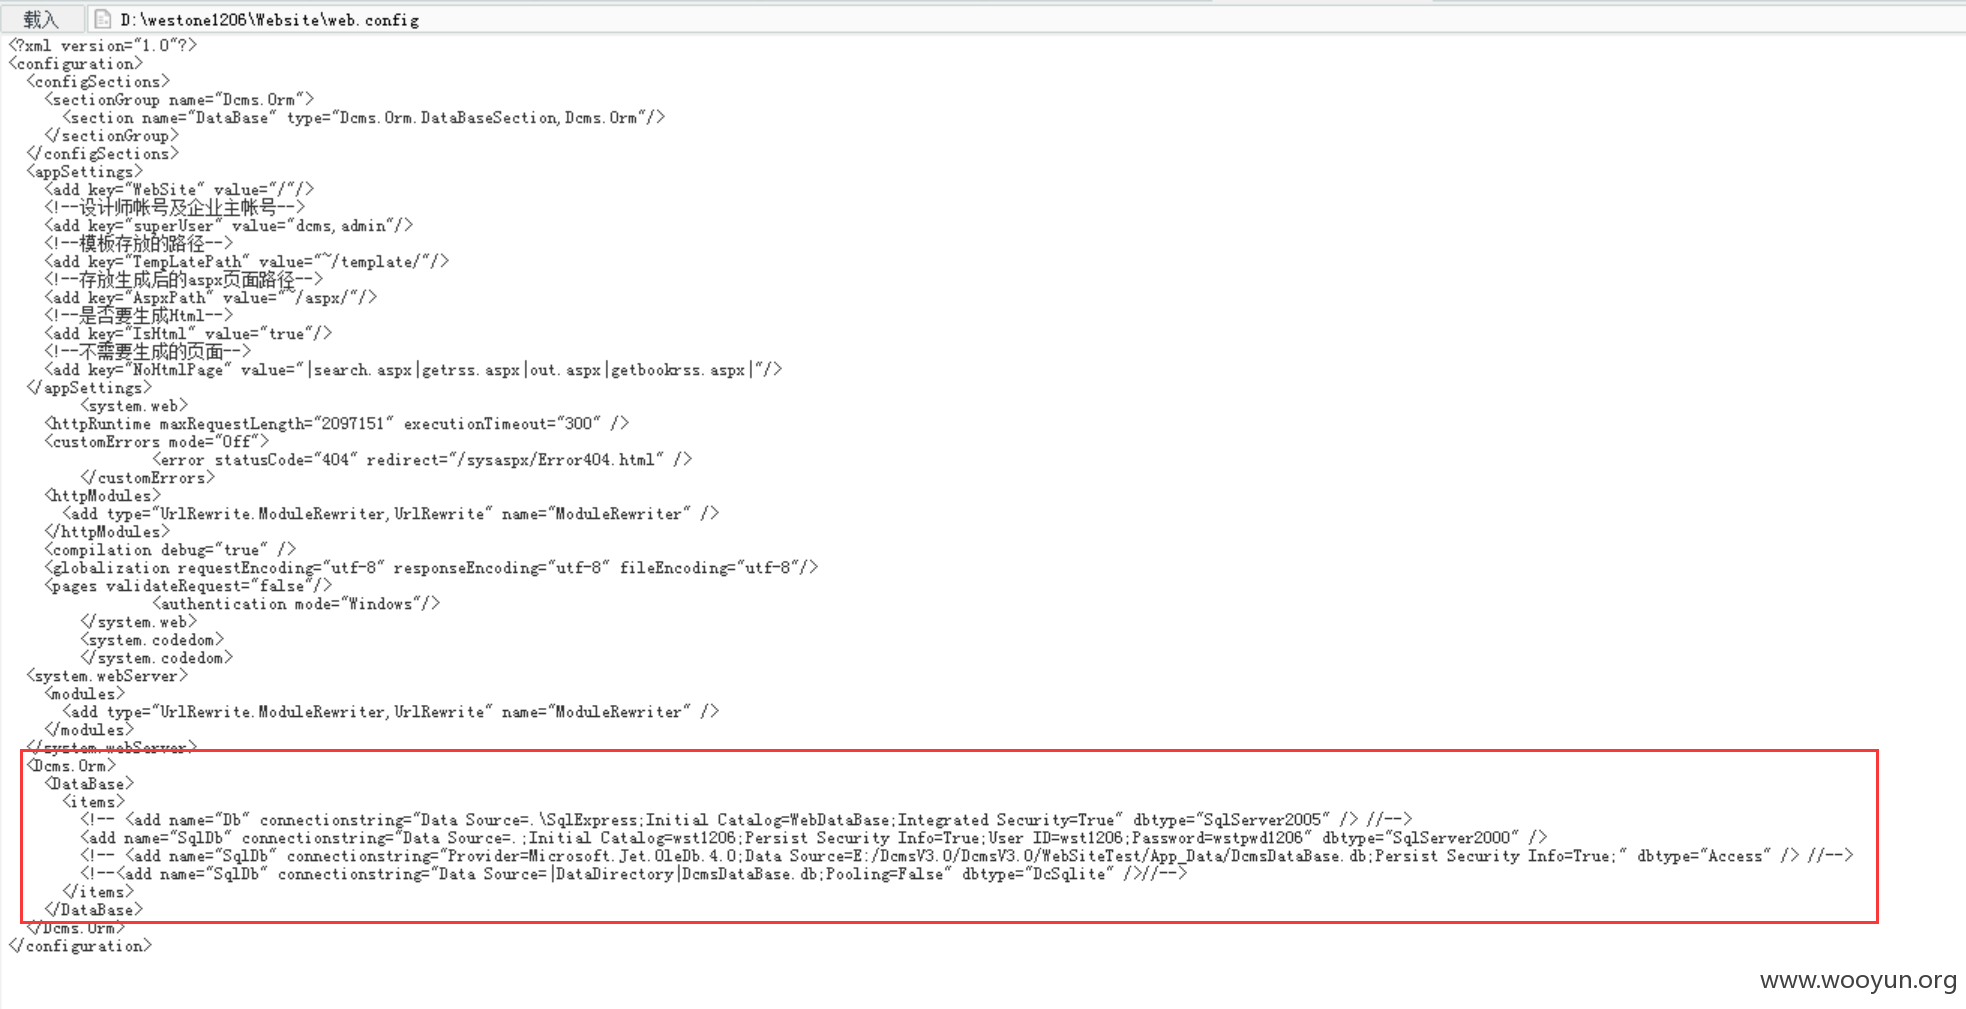 载入 D:\westone1206\Website\web.config
<?xml version="1.0"?>
<configuration>
<configSections>
<sectionGroup name="Dcms.Orm">
<section name="DataBase" type="Dcms.Orm.DataBaseSection,Dcms.Orm"/>
</sectionGroup>
</configSections>
<appSettings>
<add key="WebSite" value="/"/>
<!--设计师帐号及企业主帐号-->
<add key="superUser" value="dcms,admin"/>
<!--模板存放的路径-->
<add key="TempLatePath" value="~/template/"/>
<!--存放生成后的aspx页面路径-->
<add key="AspxPath" value="~/aspx/"/>
<!--是否要生成Html-->
<add key="IsHtml" value="true"/>
<!--不需要生成的页面-->
<add key="NoHtmlPage" value="|search.aspx|getrss.aspx|out.aspx|getbookrss.aspx|"/>
</appSettings>
<system.web>
<httpRuntime maxRequestLength="2097151" executionTimeout="300" />
<customErrors mode="Off">
<error statusCode="404" redirect="/sysaspx/Error404.html" />
</customErrors>
<httpModules>
<add type="UrlRewrite.ModuleRewriter,UrlRewrite" name="ModuleRewriter" />
</httpModules>
<compilation debug="true" />
<globalization requestEncoding="utf-8" responseEncoding="utf-8" fileEncoding="utf-8"/>
<pages validateRequest="false"/>
<authentication mode="Windows"/>
</system.web>
<system.codedom>
</system.codedom>
<system.webServer>
<modules>
<add type="UrlRewrite.ModuleRewriter,UrlRewrite" name="ModuleRewriter" />
</modules>
</system.webServer>
<Dcms.Orm>
<DataBase>
<items>
<!-- <add name="Db" connectionstring="Data Source=.\SqlExpress;Initial Catalog=WebDataBase;Integrated Security=True" dbtype="SqlServer2005" /> //-->
<add name="SqlDb" connectionstring="Data Source=.;Initial Catalog=wst1206;Persist Security Info=True;User ID=wst1206;Password=wstpwd1206" dbtype="SqlServer2000" />
<!-- <add name="SqlDb" connectionstring="Provider=Microsoft.Jet.OleDb.4.0;Data Source=E:/DcmsV3.0/DcmsV3.0/WebSiteTest/App_Data/DcmsDataBase.db;Persist Security Info=True;" dbtype="Access" /> //-->
<!--<add name="SqlDb" connectionstring="Data Source=|DataDirectory|DcmsDataBase.db;Pooling=False" dbtype="DcSqlite" />//-->
</items>
</DataBase>
</Dcms.Orm>
</configuration>
www.wooyun.org